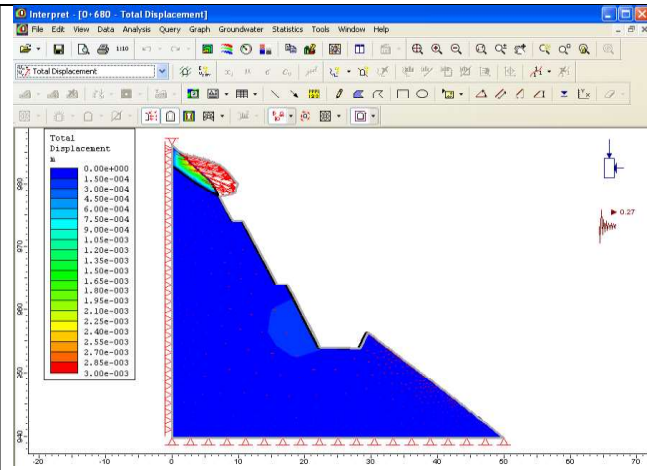 Interpret - [0+680 - Total Displacement]
File Edit View Data Analysis Query Graph Groundwater Statistics Tools Window Help
1:10
Total Displacement
Total
Displacement
m
0.00e+000
1.50e-004
3.00e-004
4.50e-004
6.00e-004
7.50e-004
9.00e-004
1.05e-003
1.20e-003
1.35e-003
1.50e-003
1.65e-003
1.80e-003
1.95e-003
2.10e-003
2.25e-003
2.40e-003
2.55e-003
2.70e-003
2.85e-003
3.00e-003
0.27
980
970
960
950
940
-20 -10 0 10 20 30 40 50 60 70